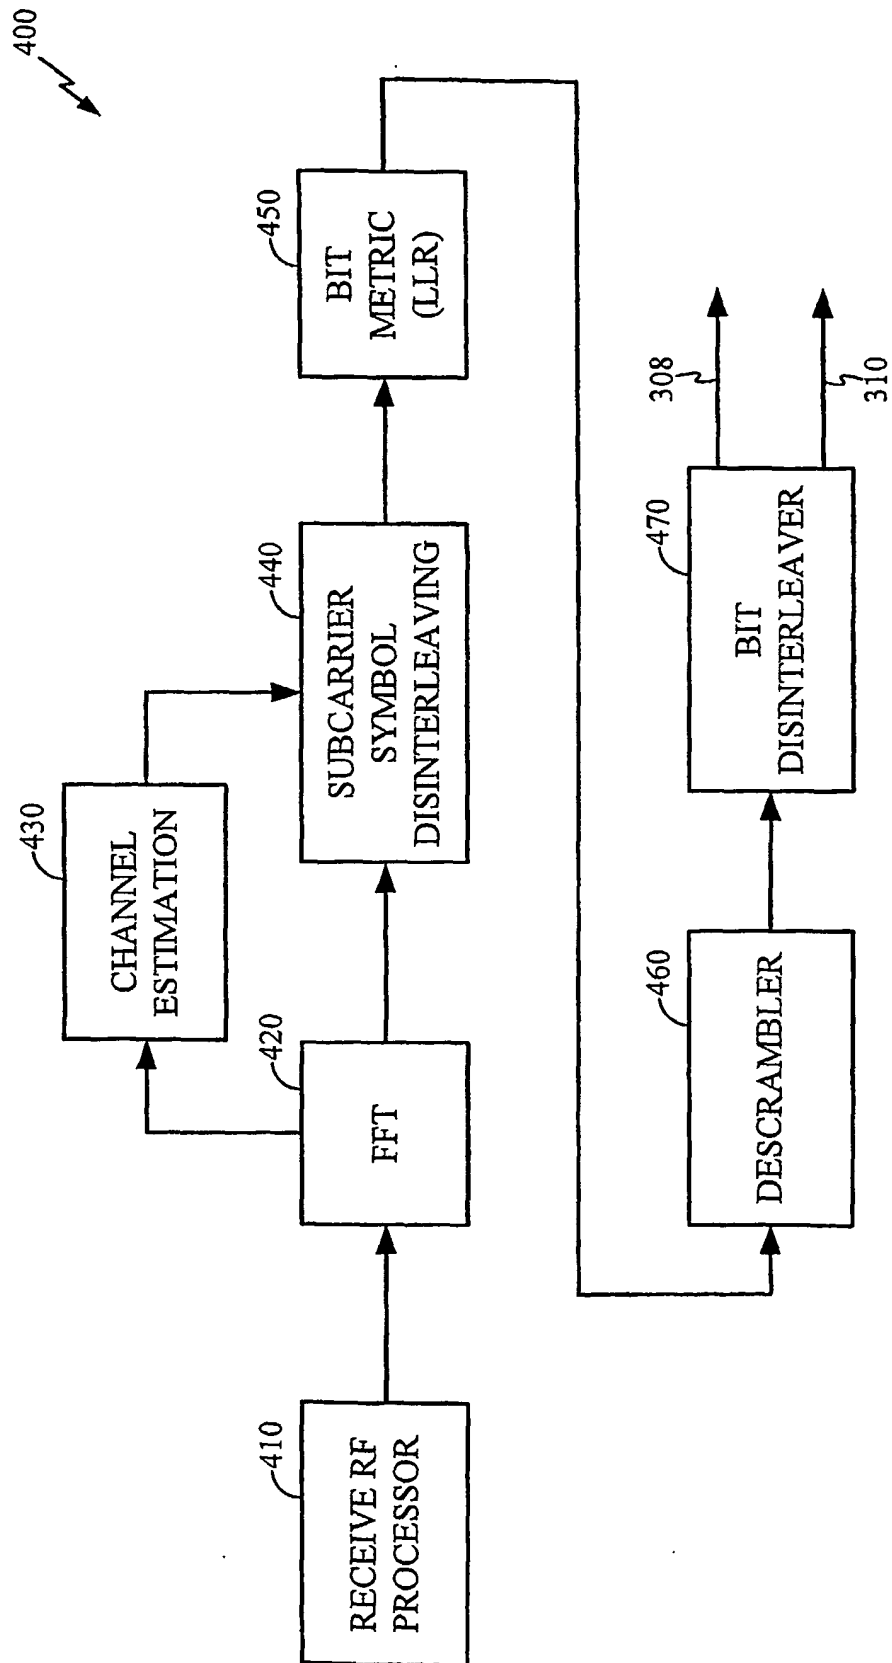 400
410
RECEIVE RF
PROCESSOR
420
FFT
430
CHANNEL
ESTIMATION
440
SUBCARRIER
SYMBOL
DISINTERLEAVING
450
BIT
METRIC
(LLR)
460
DESCRAMBLER
470
BIT
DISINTERLEAVER
308
310